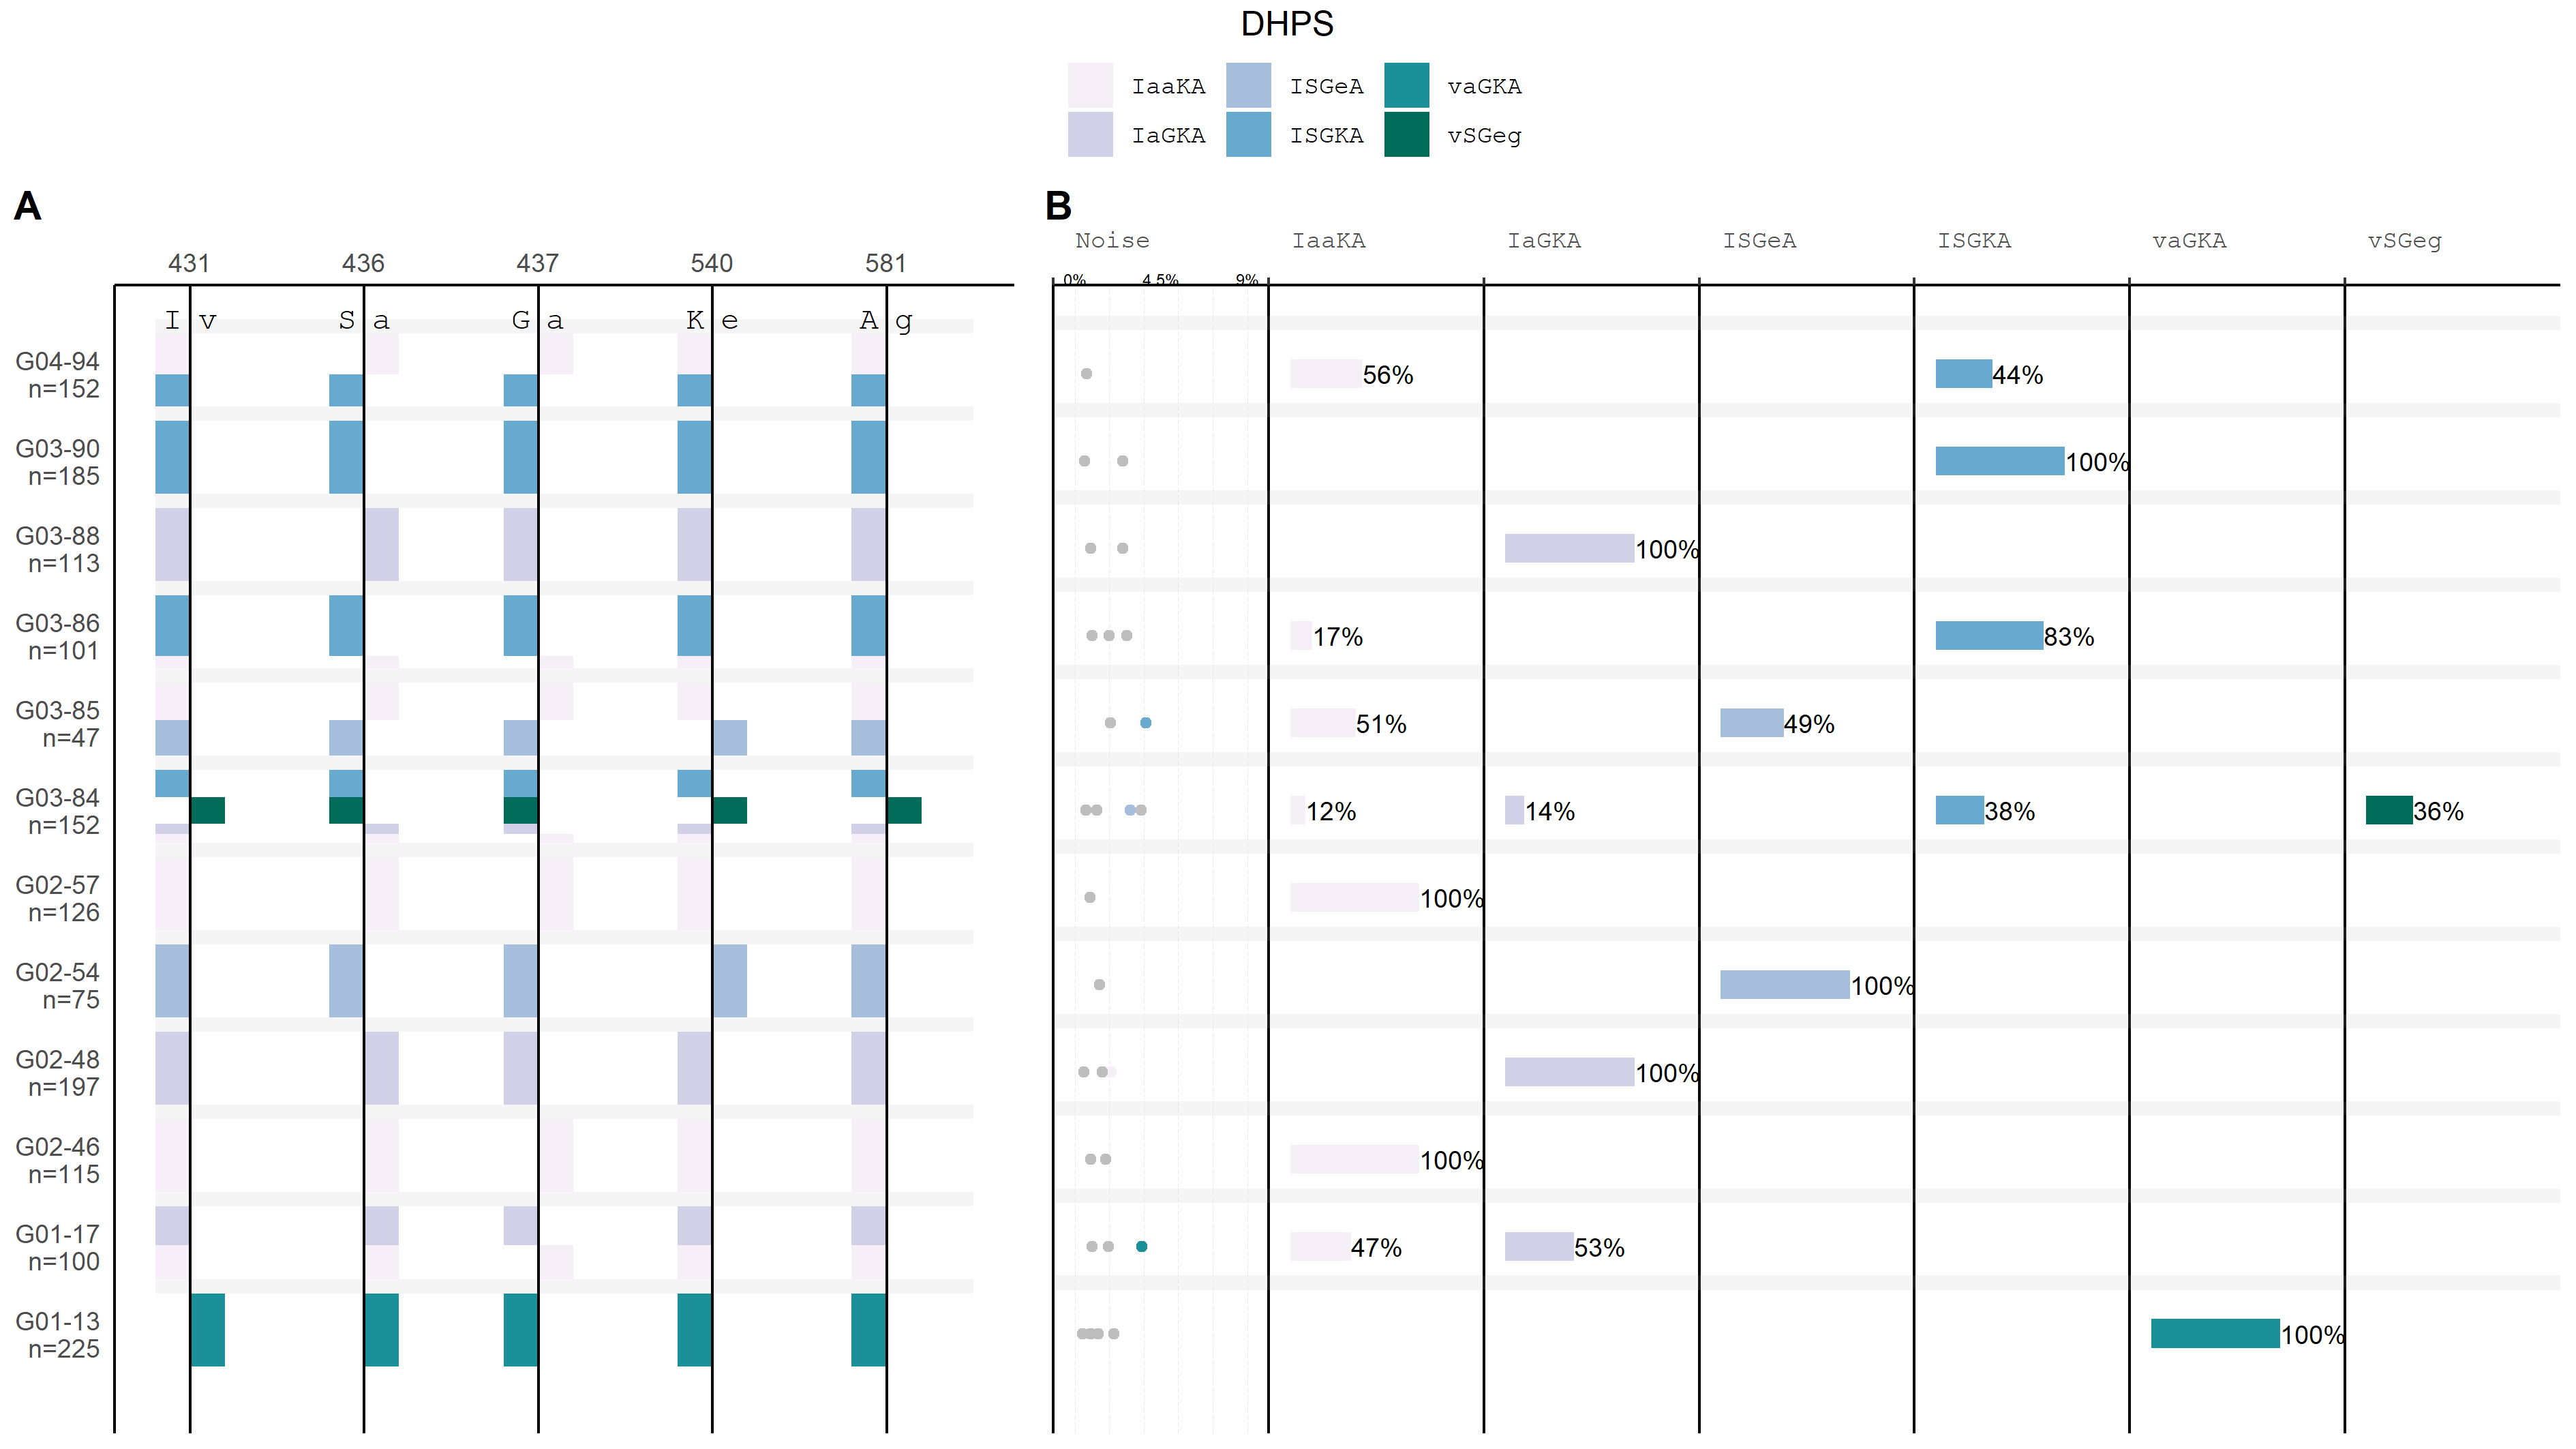 DHPS
IaaKA ISGeA vaGKA
IaGKA ISGKA vSGeg
A
431 436 437 540 581
I v S a G a K e A g
G04-94
n=152
G03-90
n=185
G03-88
n=113
G03-86
n=101
G03-85
n=47
G03-84
n=152
G02-57
n=126
G02-54
n=75
G02-48
n=197
G02-46
n=115
G01-17
n=100
G01-13
n=225
B
Noise IaaKA IaGKA ISGeA ISGKA vaGKA vSGeg
0% 4.5% 9%
56% 44%
100%
100%
17% 83%
51% 49%
12% 14% 38% 36%
100%
100%
100%
100%
47% 53%
100%